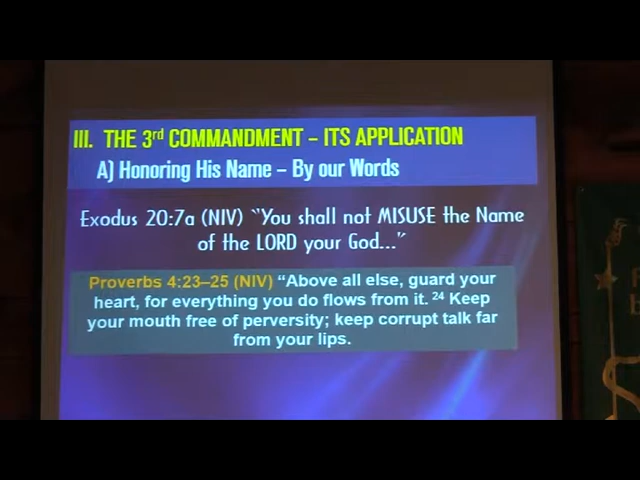 III. THE 3rd COMMANDMENT – ITS APPLICATION
A) Honoring His Name – By our Words
Exodus 20:7a (NIV) “You shall not MISUSE the Name
of the LORD your God...”
Proverbs 4:23–25 (NIV) “Above all else, guard your
heart, for everything you do flows from it. 24 Keep
your mouth free of perversity; keep corrupt talk far
from your lips.